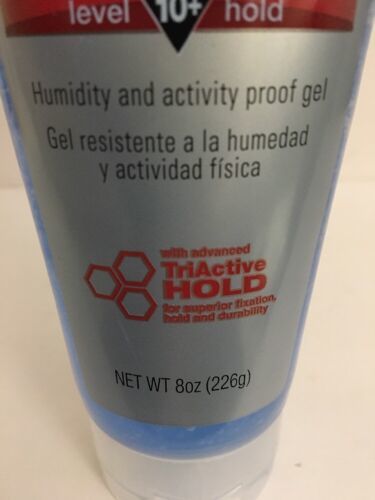 level 10+ hold
Humidity and activity proof gel
Gel resistente a la humedad
y actividad física
with advanced
TriActive
HOLD
for superior fixation,
hold and durability
NET WT 8oz (226g)